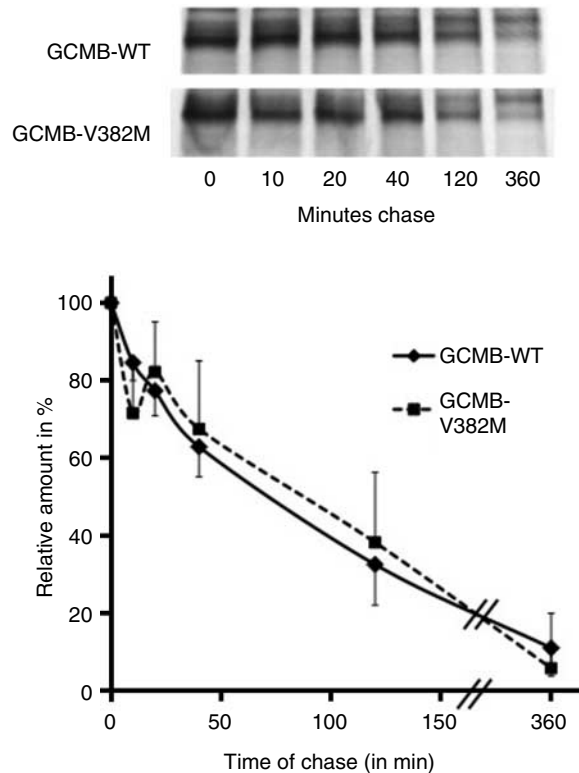 GCMB-WT
GCMB-V382M
0 10 20 40 120 360
Minutes chase
100
80
60
40
20
0
Relative amount in %
GCMB-WT
GCMB-
V382M
0 50 100 150 360
Time of chase (in min)